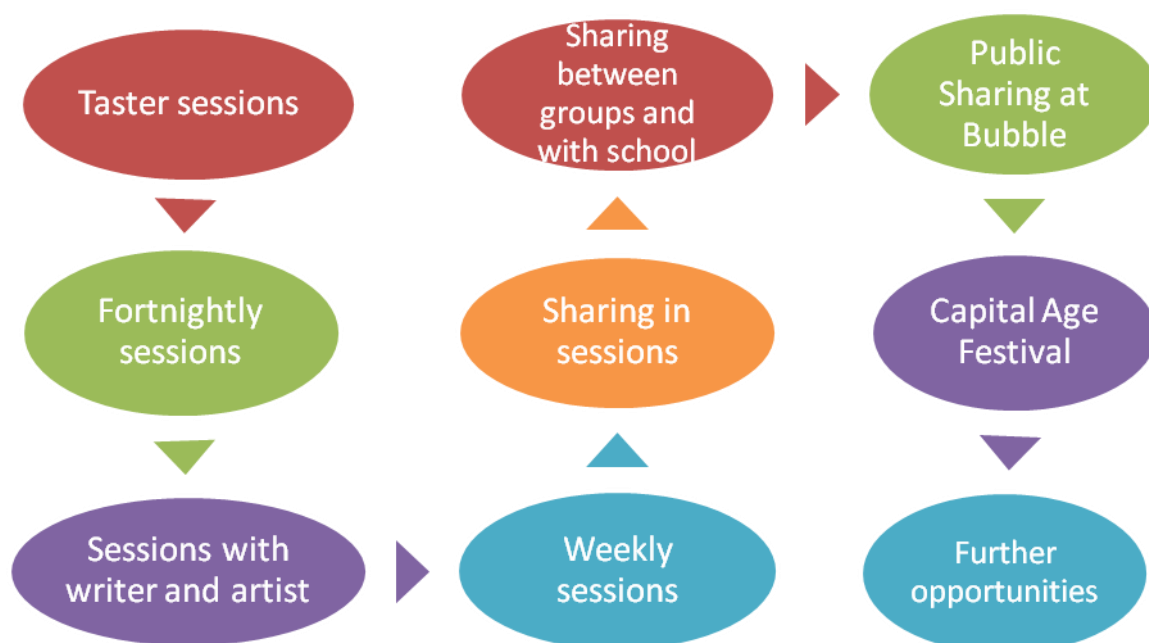 Taster sessions
Fortnightly
sessions
Sessions with
writer and artist
Weekly
sessions
Sharing in
sessions
Sharing
between
groups and
with school
Public
Sharing at
Bubble
Capital Age
Festival
Further
opportunities